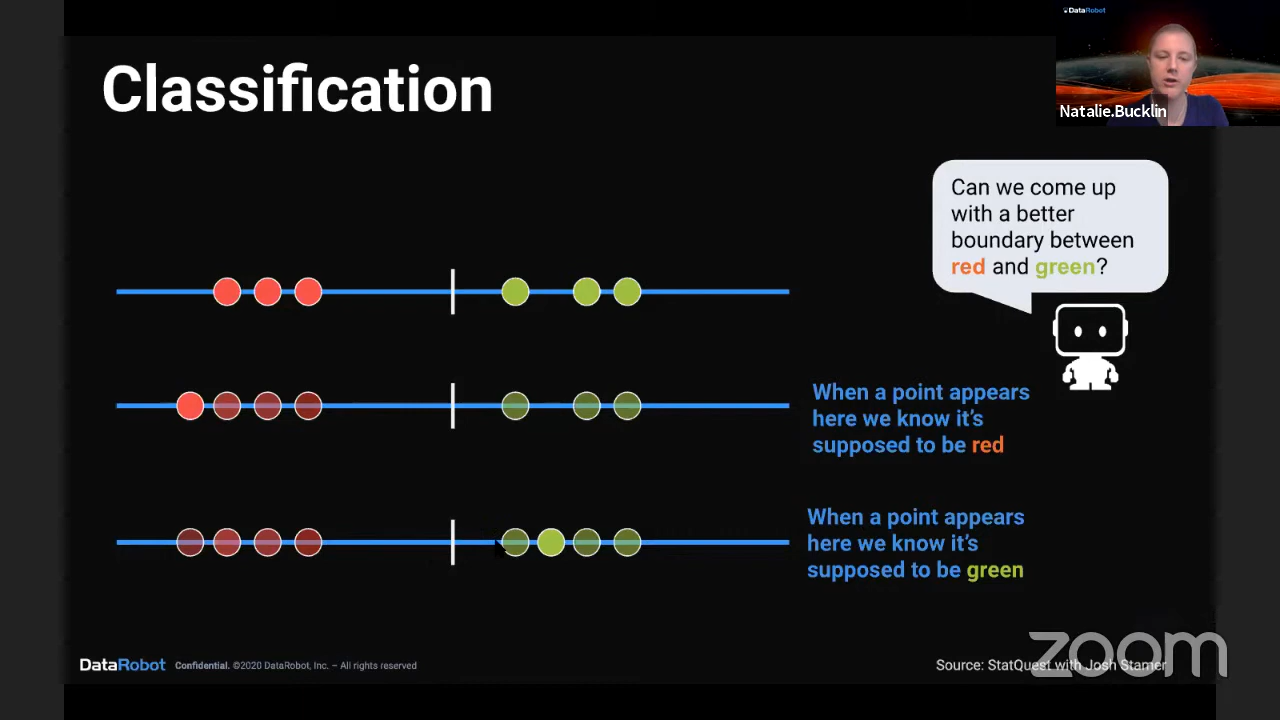 DataRobot
Classification
Natalie.Bucklin
Can we come up
with a better
boundary between
red and green?
When a point appears
here we know it's
supposed to be red
When a point appears
here we know it's
supposed to be green
DataRobot Confidential. ©2020 DataRobot, Inc. – All rights reserved
Source: StatQuest with Josh Starmer
zoom